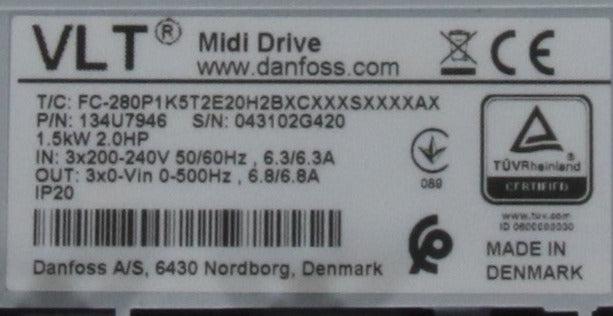 VLT® Midi Drive
www.danfoss.com
T/C: FC-280P1K5T2E20H2BXCXXXSXXXXAX
P/N: 134U7946 S/N: 043102G420
1.5kW 2.0HP
IN: 3x200-240V 50/60Hz , 6.3/6.3A
OUT: 3x0-Vin 0-500Hz , 6.8/6.8A
IP20
Danfoss A/S, 6430 Nordborg, Denmark
CE
089
TÜVRheinland®
CERTIFIED
www.tuv.com
ID 0600000030
MADE IN
DENMARK